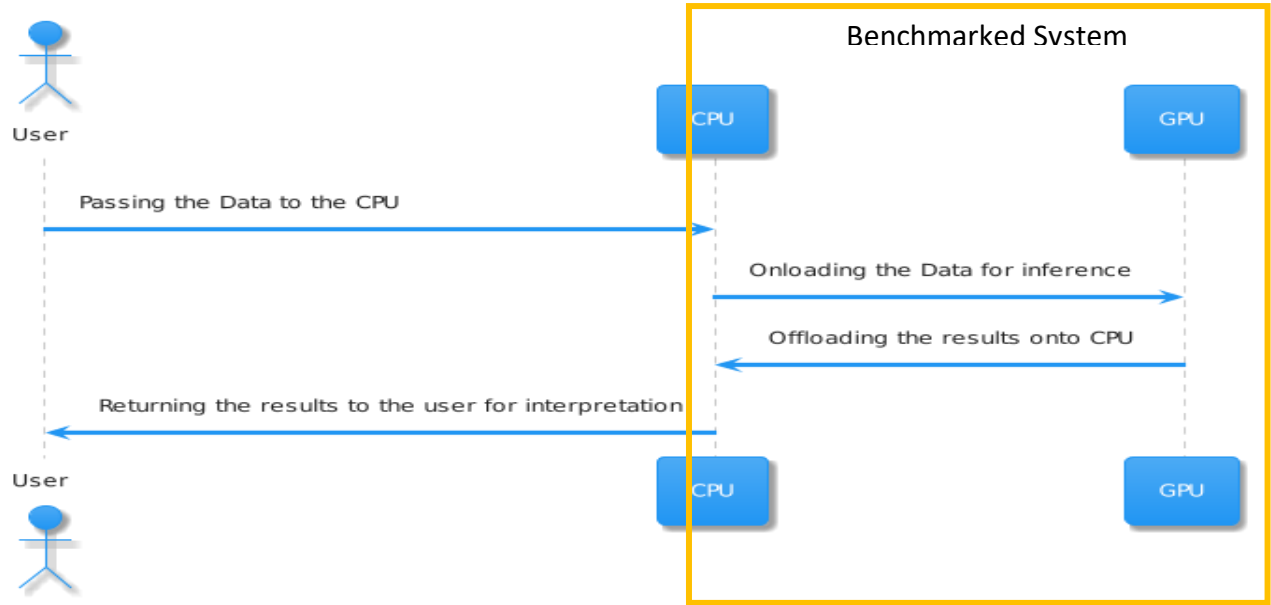 Benchmarked System
CPU
GPU
User
Passing the Data to the CPU
Onloading the Data for inference
Offloading the results onto CPU
Returning the results to the user for interpretation
User
CPU
GPU